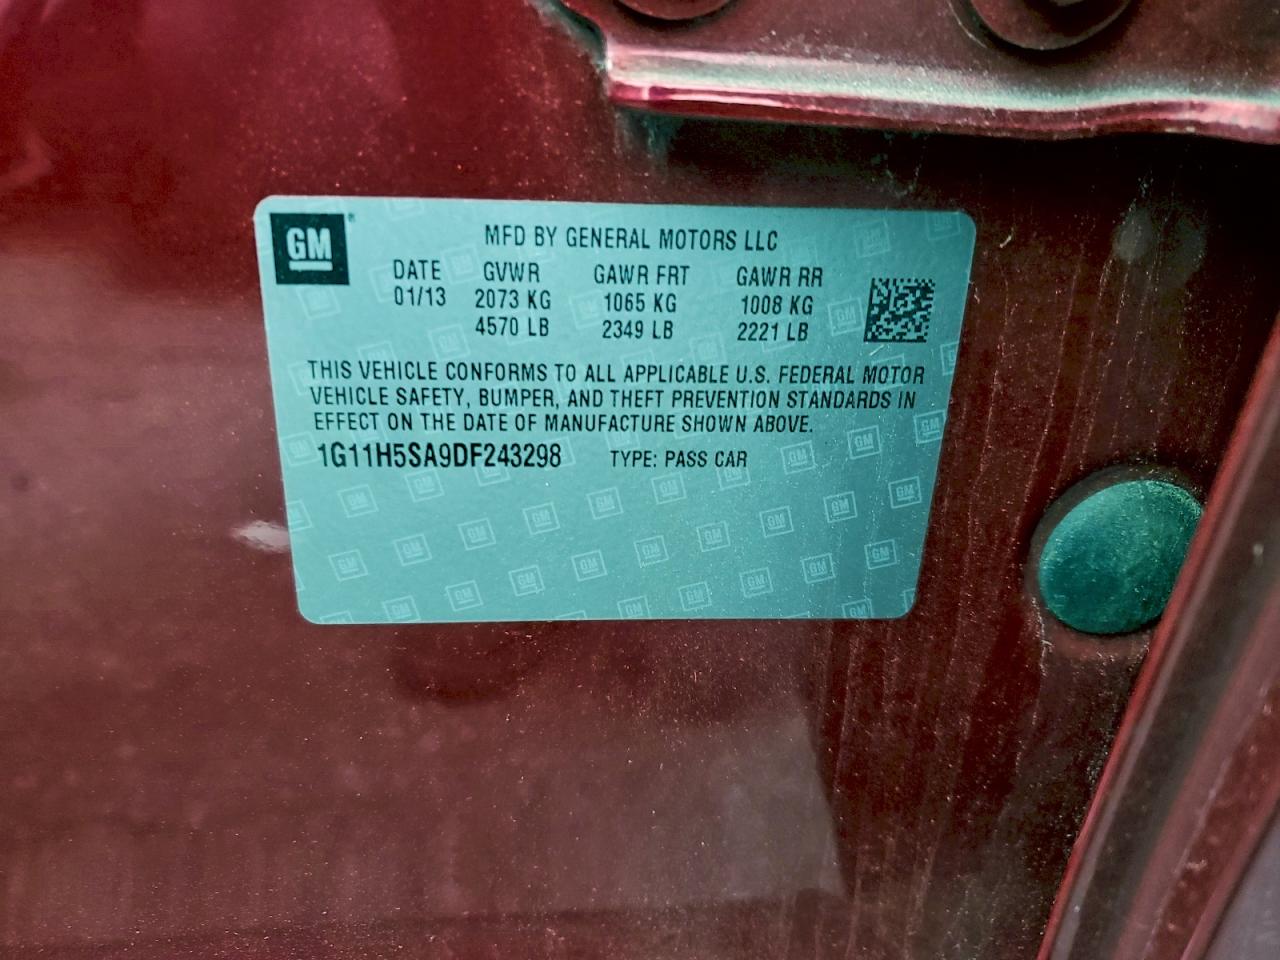 GM
MFD BY GENERAL MOTORS LLC
DATE GVWR GAWR FRT GAWR RR
01/13 2073 KG 1065 KG 1008 KG
4570 LB 2349 LB 2221 LB
THIS VEHICLE CONFORMS TO ALL APPLICABLE U.S. FEDERAL MOTOR
VEHICLE SAFETY, BUMPER, AND THEFT PREVENTION STANDARDS IN
EFFECT ON THE DATE OF MANUFACTURE SHOWN ABOVE.
1G11H5SA9DF243298 TYPE: PASS CAR